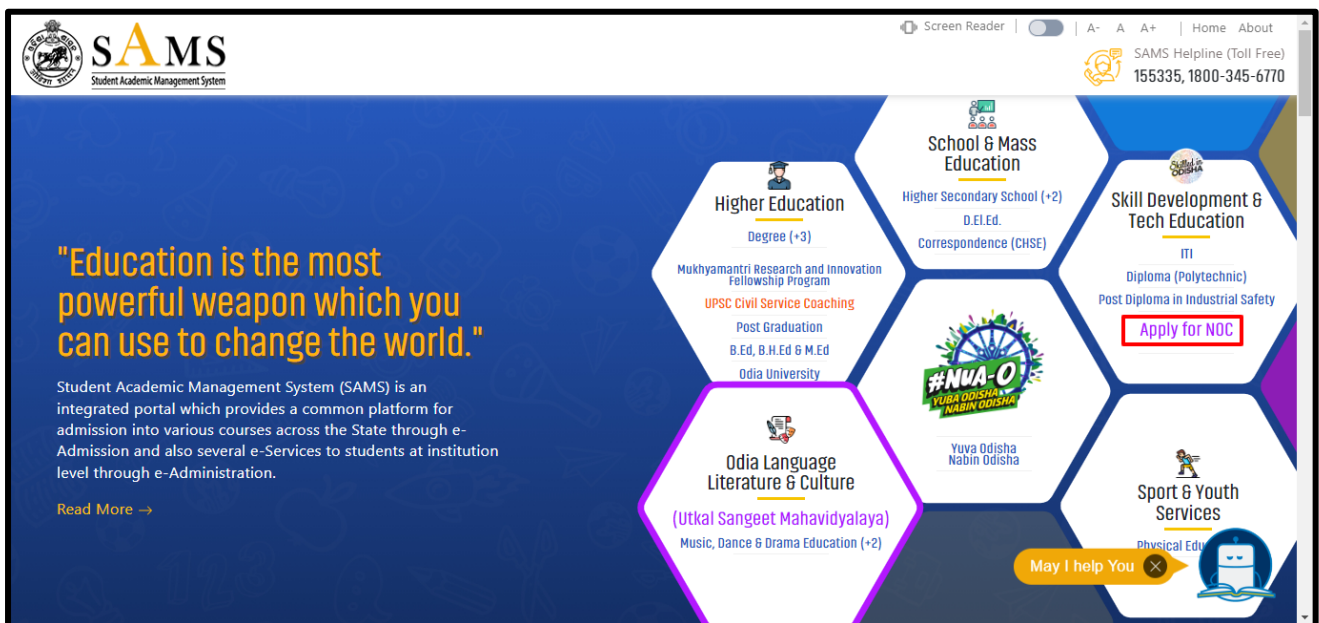 SAMS
Student Academic Management System
Screen Reader
A- A A+
Home About
SAMS Helpline (Toll Free)
155335, 1800-345-6770
"Education is the most
powerful weapon which you
can use to change the world."
Student Academic Management System (SAMS) is an
integrated portal which provides a common platform for
admission into various courses across the State through e-
Admission and also several e-Services to students at institution
level through e-Administration.
Read More →
Higher Education
Degree (+3)
Mukhyamantri Research and Innovation
Fellowship Program
UPSC Civil Service Coaching
Post Graduation
B.Ed, B.H.Ed & M.Ed
Odia University
School & Mass
Education
Higher Secondary School (+2)
D.El.Ed.
Correspondence (CHSE)
Skilled in
ODISHA
Skill Development &
Tech Education
ITI
Diploma (Polytechnic)
Post Diploma in Industrial Safety
Apply for NOC
#NUA-O
YUBA ODISHA
NABIN ODISHA
Yuva Odisha
Nabin Odisha
Odia Language
Literature & Culture
(Utkal Sangeet Mahavidyalaya)
Music, Dance & Drama Education (+2)
Sport & Youth
Services
Physical Edu
May I help You